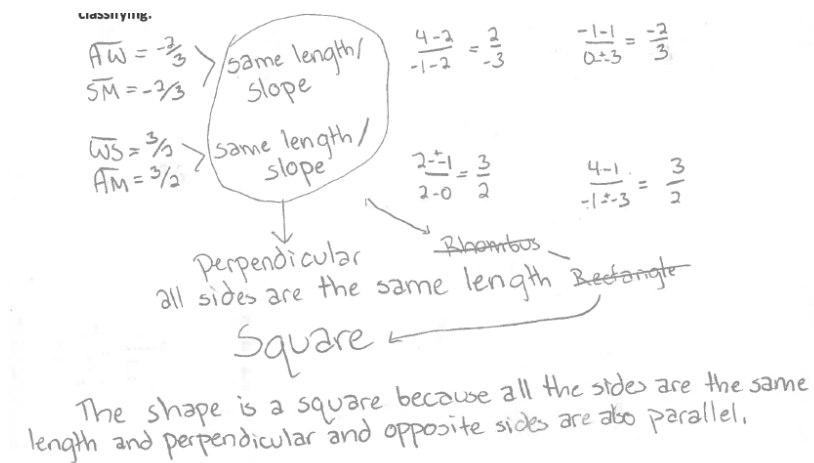 classifying.
AW = -2/3 > same length/ slope
SM = -2/3
WS = 3/2 > same length/ slope
AM = 3/2
4-2/-1-2 = 2/-3
-1-1/0+3 = -2/3
2+1/2-0 = 3/2
4-1/-1+3 = 3/2
Perpendicular
Rhombus
all sides are the same length Rectangle
Square
The shape is a square because all the sides are the same
length and perpendicular and opposite sides are also parallel.